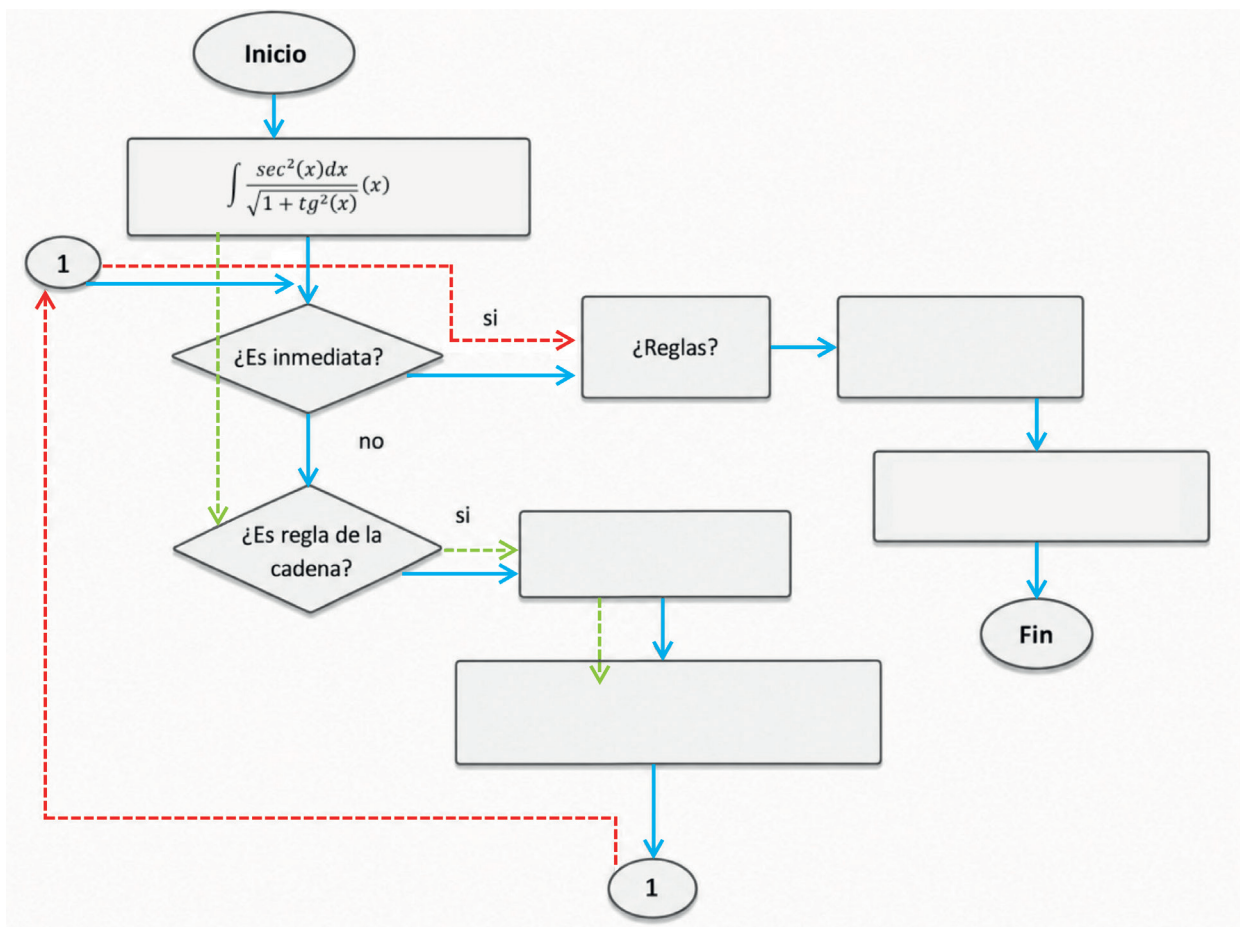 Inicio
∫ sec²(x)dx / √(1 + tg²(x)) (x)
1
si
¿Es inmediata?
¿Reglas?
no
si
¿Es regla de la
cadena?
Fin
1